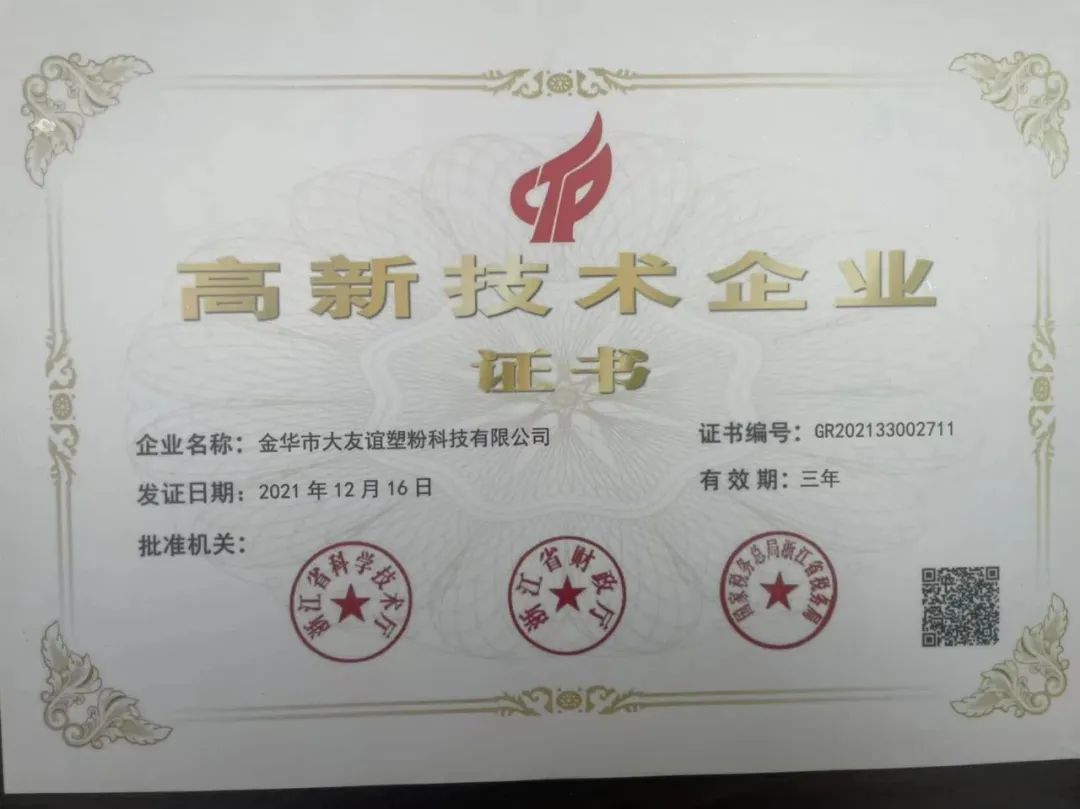 高新技术企业
证书
企业名称：金华市大友谊塑粉科技有限公司
证书编号：GR202133002711
发证日期：2021年12月16日
有效期：三年
批准机关：
浙江省科学技术厅
浙江省财政厅
国家税务总局浙江省税务局